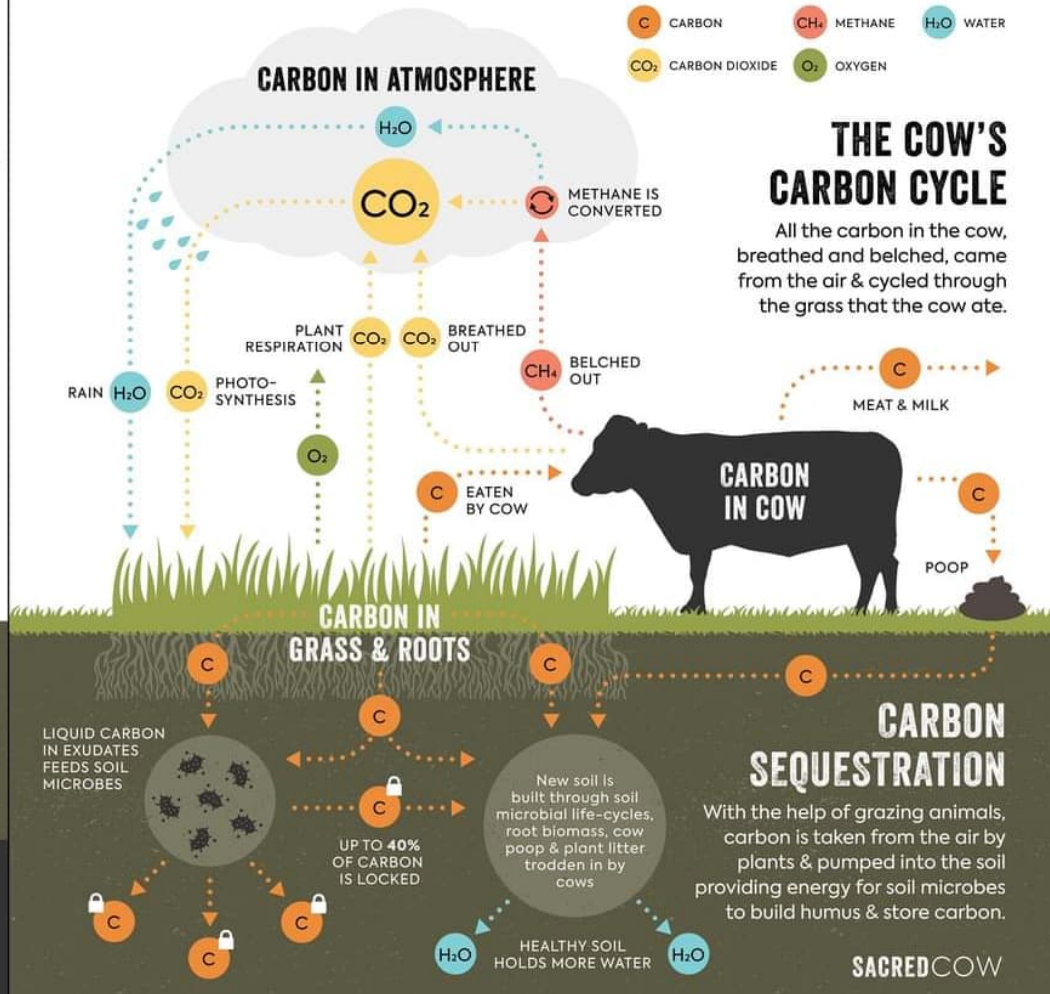 C CARBON
CH₄ METHANE
H₂O WATER
CO₂ CARBON DIOXIDE
O₂ OXYGEN
CARBON IN ATMOSPHERE
H₂O
CO₂
METHANE IS
CONVERTED
THE COW'S
CARBON CYCLE
All the carbon in the cow,
breathed and belched, came
from the air & cycled through
the grass that the cow ate.
PLANT
RESPIRATION
CO₂
CO₂
BREATHED
OUT
CH₄
BELCHED
OUT
RAIN
H₂O
CO₂
PHOTO-
SYNTHESIS
O₂
C
EATEN
BY COW
C
MEAT & MILK
CARBON
IN COW
C
POOP
CARBON IN
GRASS & ROOTS
C
C
C
C
LIQUID CARBON
IN EXUDATES
FEEDS SOIL
MICROBES
C
UP TO 40%
OF CARBON
IS LOCKED
New soil is
built through soil
microbial life-cycles,
root biomass, cow
poop & plant litter
trodden in by
cows
C
C
C
H₂O
HEALTHY SOIL
HOLDS MORE WATER
H₂O
CARBON
SEQUESTRATION
With the help of grazing animals,
carbon is taken from the air by
plants & pumped into the soil
providing energy for soil microbes
to build humus & store carbon.
SACREDCOW